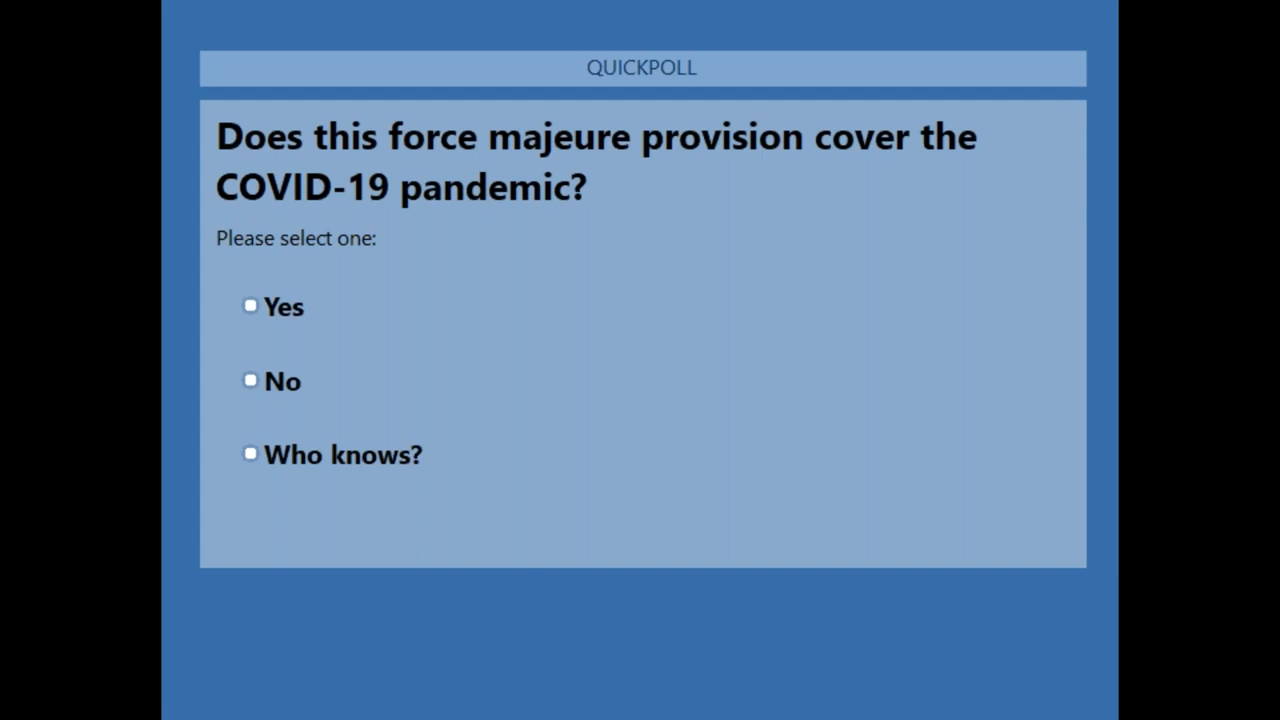 QUICKPOLL
Does this force majeure provision cover the
COVID-19 pandemic?
Please select one:
Yes
No
Who knows?